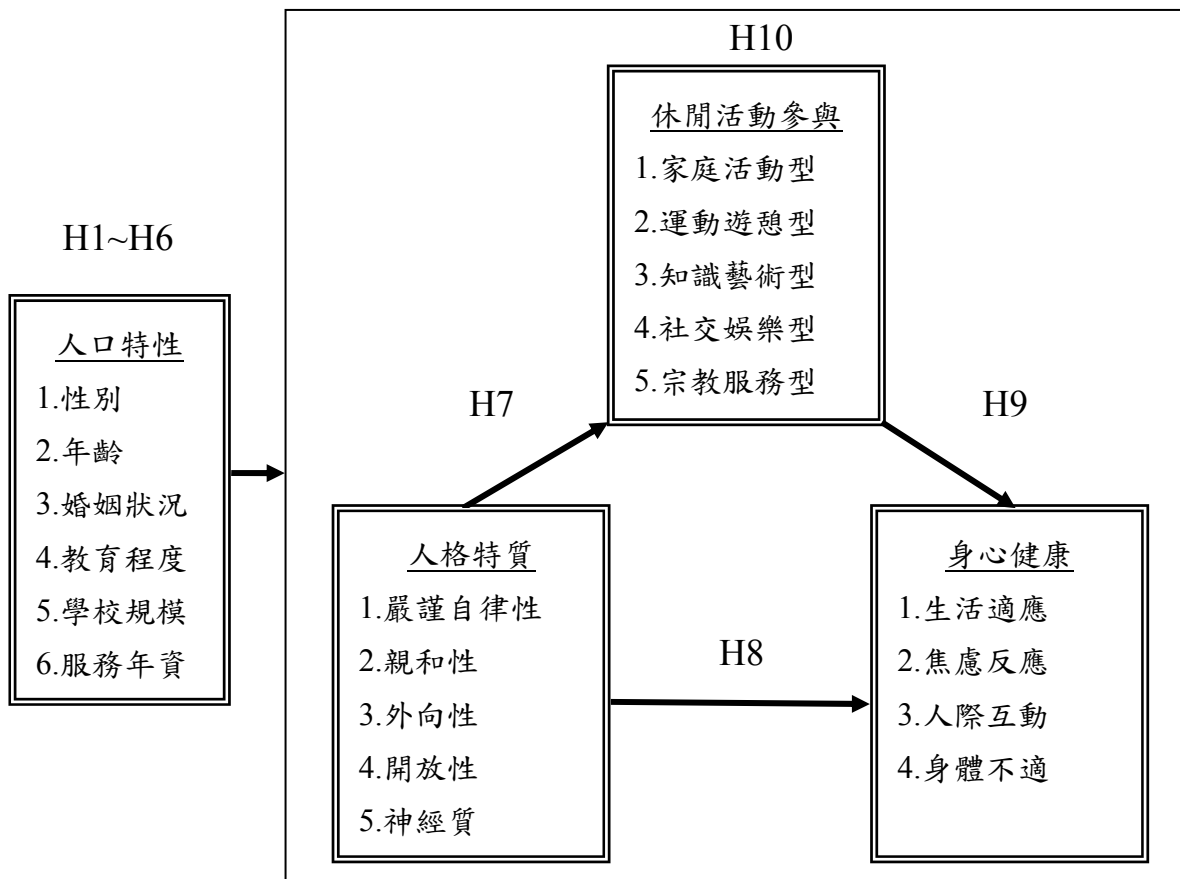 H10
休閒活動參與
1.家庭活動型
2.運動遊憩型
3.知識藝術型
4.社交娛樂型
5.宗教服務型
H1~H6
人口特性
1.性別
2.年齡
3.婚姻狀況
4.教育程度
5.學校規模
6.服務年資
H7
H9
人格特質
1.嚴謹自律性
2.親和性
3.外向性
4.開放性
5.神經質
H8
身心健康
1.生活適應
2.焦慮反應
3.人際互動
4.身體不適